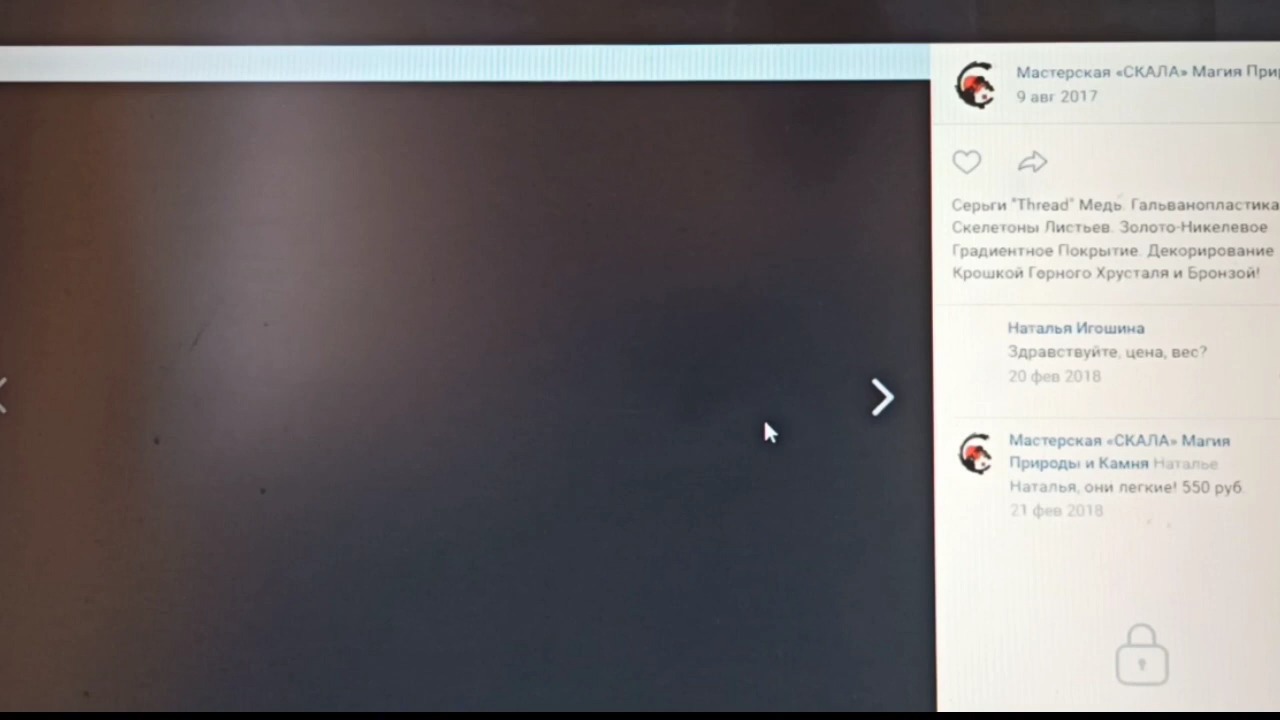 Мастерская «СКАЛА» Магия
9 авг 2017
Серьги "Thread" Медь. Гальванопластика
Скелетоны Листьев. Золото-Никелевое
Градиентное Покрытие. Декорирование
Крошкой Горного Хрусталя и Бронзой!
Наталья Игошина
Здравствуйте, цена, вес?
20 фев 2018
Мастерская «СКАЛА» Магия
Природы и Камня Наталье
Наталья, они легкие! 550 руб.
21 фев 2018